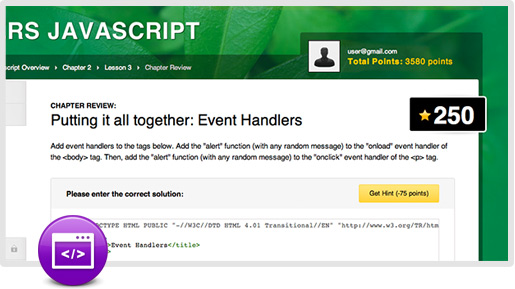 RS JAVASCRIPT
user@gmail.com
Total Points: 3580 points
cript Overview › Chapter 2 › Lesson 3 › Chapter Review
CHAPTER REVIEW:
Putting it all together: Event Handlers
250
Add event handlers to the tags below. Add the "alert" function (with any random message) to the "onload" event handler of
the <body> tag. Then, add the "alert" function (with any random message) to the "onclick" event handler of the <p> tag.
Please enter the correct solution:
Get Hint (-75 points)
CTYPE HTML PUBLIC "-//W3C//DTD HTML 4.01 Transitional//EN" "http://www.w3.org/TR/htm
>Event Handlers</title>
>
</>